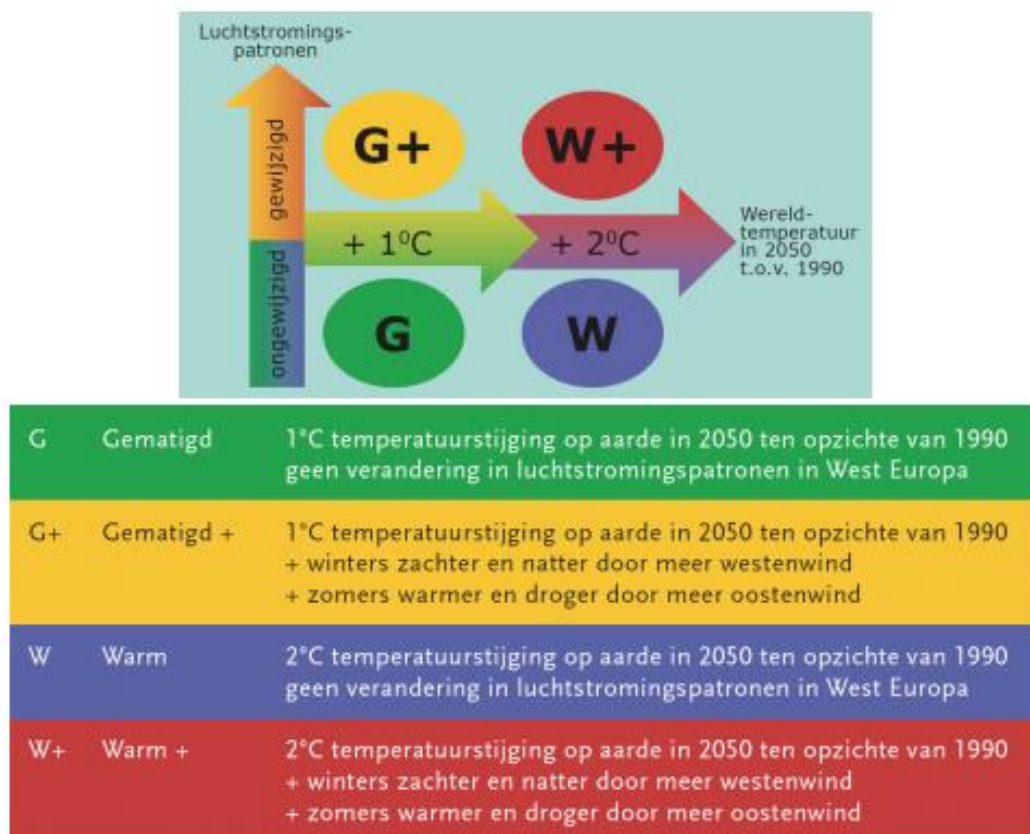 Luchtstromings-
patronen
gewijzigd
ongewijzigd
G+
W+
+ 1⁰C
+ 2⁰C
Wereld-
temperatuur
in 2050
t.o.v. 1990
G
W
G Gematigd 1°C temperatuurstijging op aarde in 2050 ten opzichte van 1990
geen verandering in luchtstromingspatronen in West Europa
G+ Gematigd + 1°C temperatuurstijging op aarde in 2050 ten opzichte van 1990
+ winters zachter en natter door meer westenwind
+ zomers warmer en droger door meer oostenwind
W Warm 2°C temperatuurstijging op aarde in 2050 ten opzichte van 1990
geen verandering in luchtstromingspatronen in West Europa
W+ Warm + 2°C temperatuurstijging op aarde in 2050 ten opzichte van 1990
+ winters zachter en natter door meer westenwind
+ zomers warmer en droger door meer oostenwind